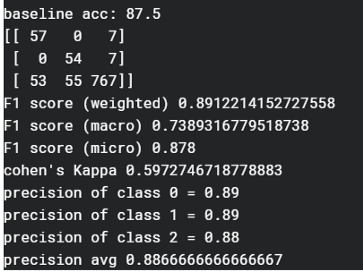 baseline acc: 87.5
[[ 57   0   7]
 [  0  54   7]
 [ 53  55 767]]
F1 score (weighted) 0.8912214152727558
F1 score (macro) 0.7389316779518738
F1 score (micro) 0.878
cohen's Kappa 0.5972746718778883
precision of class 0 = 0.89
precision of class 1 = 0.89
precision of class 2 = 0.88
precision avg 0.8866666666666667